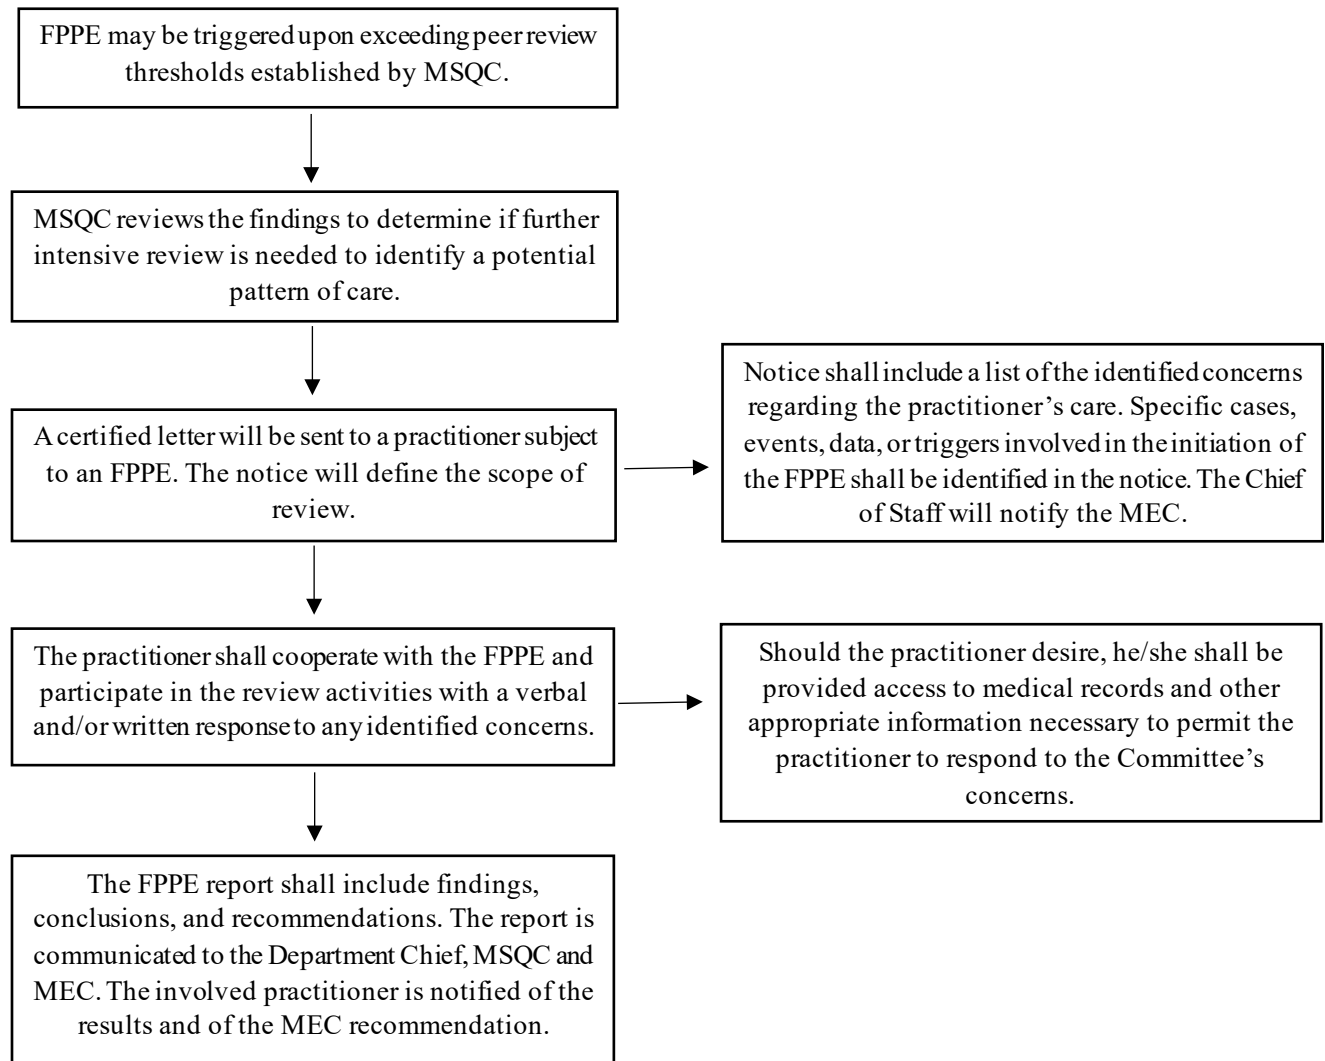 FPPE may be triggered upon exceeding peer review
thresholds established by MSQC.
MSQC reviews the findings to determine if further
intensive review is needed to identify a potential
pattern of care.
A certified letter will be sent to a practitioner subject
to an FPPE. The notice will define the scope of
review.
Notice shall include a list of the identified concerns
regarding the practitioner’s care. Specific cases,
events, data, or triggers involved in the initiation of
the FPPE shall be identified in the notice. The Chief
of Staff will notify the MEC.
The practitioner shall cooperate with the FPPE and
participate in the review activities with a verbal
and/or written response to any identified concerns.
Should the practitioner desire, he/she shall be
provided access to medical records and other
appropriate information necessary to permit the
practitioner to respond to the Committee’s
concerns.
The FPPE report shall include findings,
conclusions, and recommendations. The report is
communicated to the Department Chief, MSQC and
MEC. The involved practitioner is notified of the
results and of the MEC recommendation.